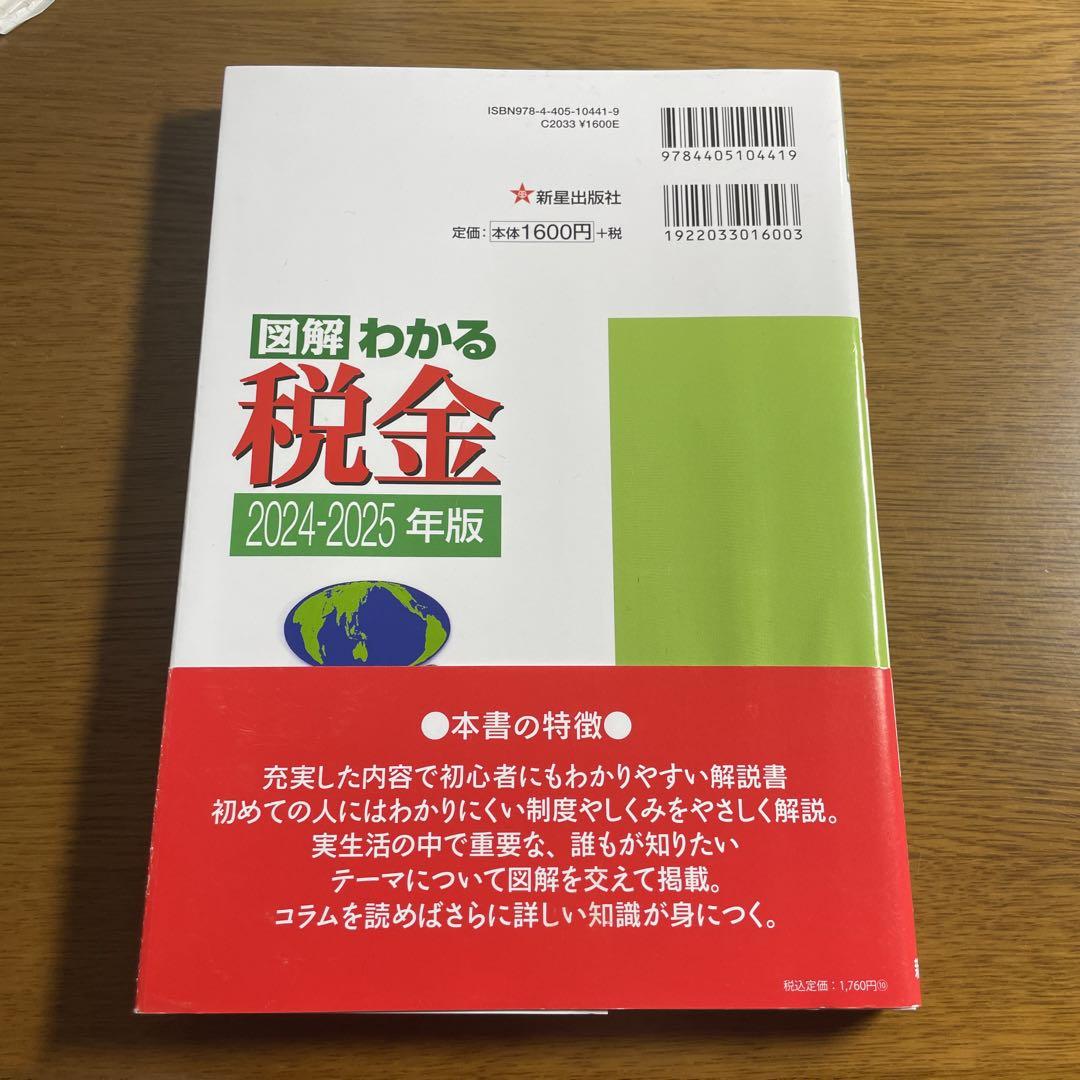 ISBN978-4-405-10441-9
C2033 ¥1600E
9784405104419
新星出版社
定価：本体1600円+税
1922033016003
図解 わかる
税金
2024-2025 年版
●本書の特徴●
充実した内容で初心者にもわかりやすい解説書
初めての人にはわかりにくい制度やしくみをやさしく解説。
実生活の中で重要な、誰もが知りたい
テーマについて図解を交えて掲載。
コラムを読めばさらに詳しい知識が身につく。
税込定価：1,760円⑩